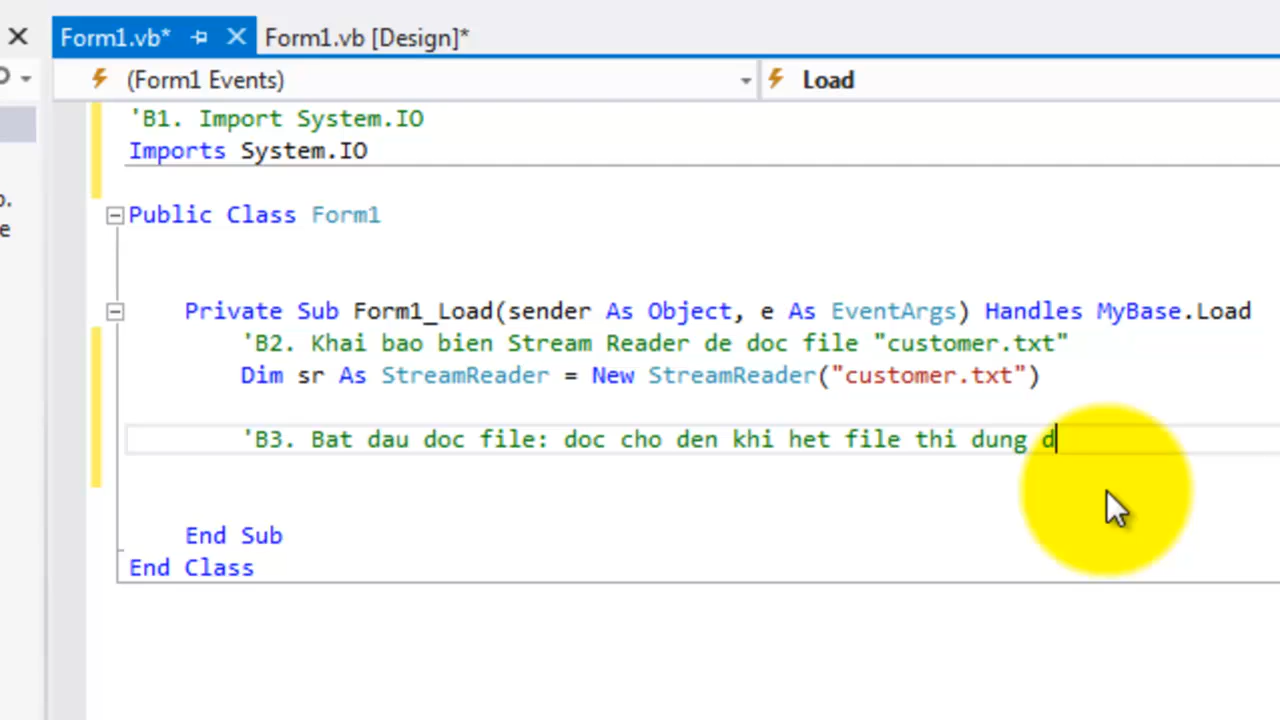 Form1.vb* Form1.vb [Design]*
(Form1 Events) Load
'B1. Import System.IO
Imports System.IO
Public Class Form1
Private Sub Form1_Load(sender As Object, e As EventArgs) Handles MyBase.Load
'B2. Khai bao bien Stream Reader de doc file "customer.txt"
Dim sr As StreamReader = New StreamReader("customer.txt")
'B3. Bat dau doc file: doc cho den khi het file thi dung d
End Sub
End Class